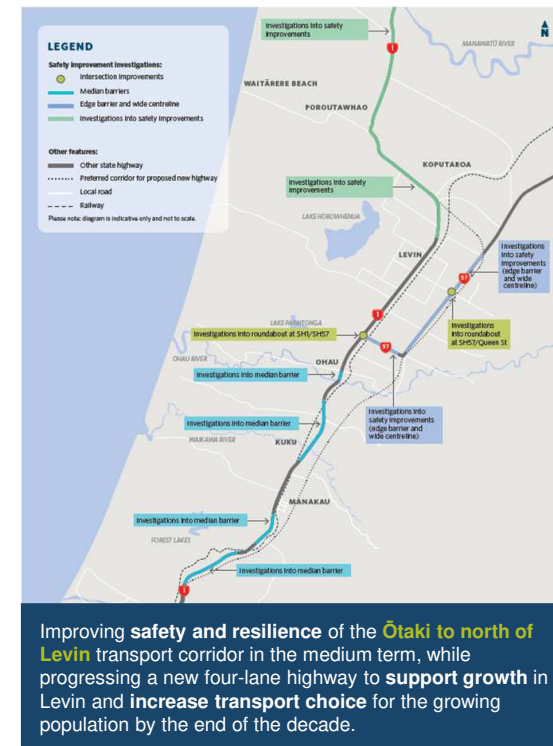 Investigations into safety
improvements
N
MANAWATŪ RIVER
LEGEND
Safety improvement investigations:
Intersection improvements
Median barriers
Edge barrier and wide centreline
Investigations into safety improvements
Other features:
Other state highway
Preferred corridor for proposed new highway
Local road
Railway
Please note: diagram is indicative only and not to scale.
1
WAITĀRERE BEACH
POROUTAWHAO
KOPUTAROA
Investigations into safety
improvements
LAKE HOROWHENUA
LEVIN
Investigations
into safety
improvements
(edge barrier
and wide
centreline)
57
1
LAKE PAPAITONGA
Investigations into roundabout at SH1/SH57
Investigations
into roundabout
at SH57/Queen St
57
OHAU RIVER
OHAU
Investigations into median barrier
Investigations into
safety improvements
(edge barrier and
wide centreline)
Investigations into median barrier
WAIKAWA RIVER
KUKU
MANAKAU
Investigations into median barrier
FOREST LAKES
Investigations into median barrier
1
Improving safety and resilience of the Ōtaki to north of
Levin transport corridor in the medium term, while
progressing a new four-lane highway to support growth in
Levin and increase transport choice for the growing
population by the end of the decade.